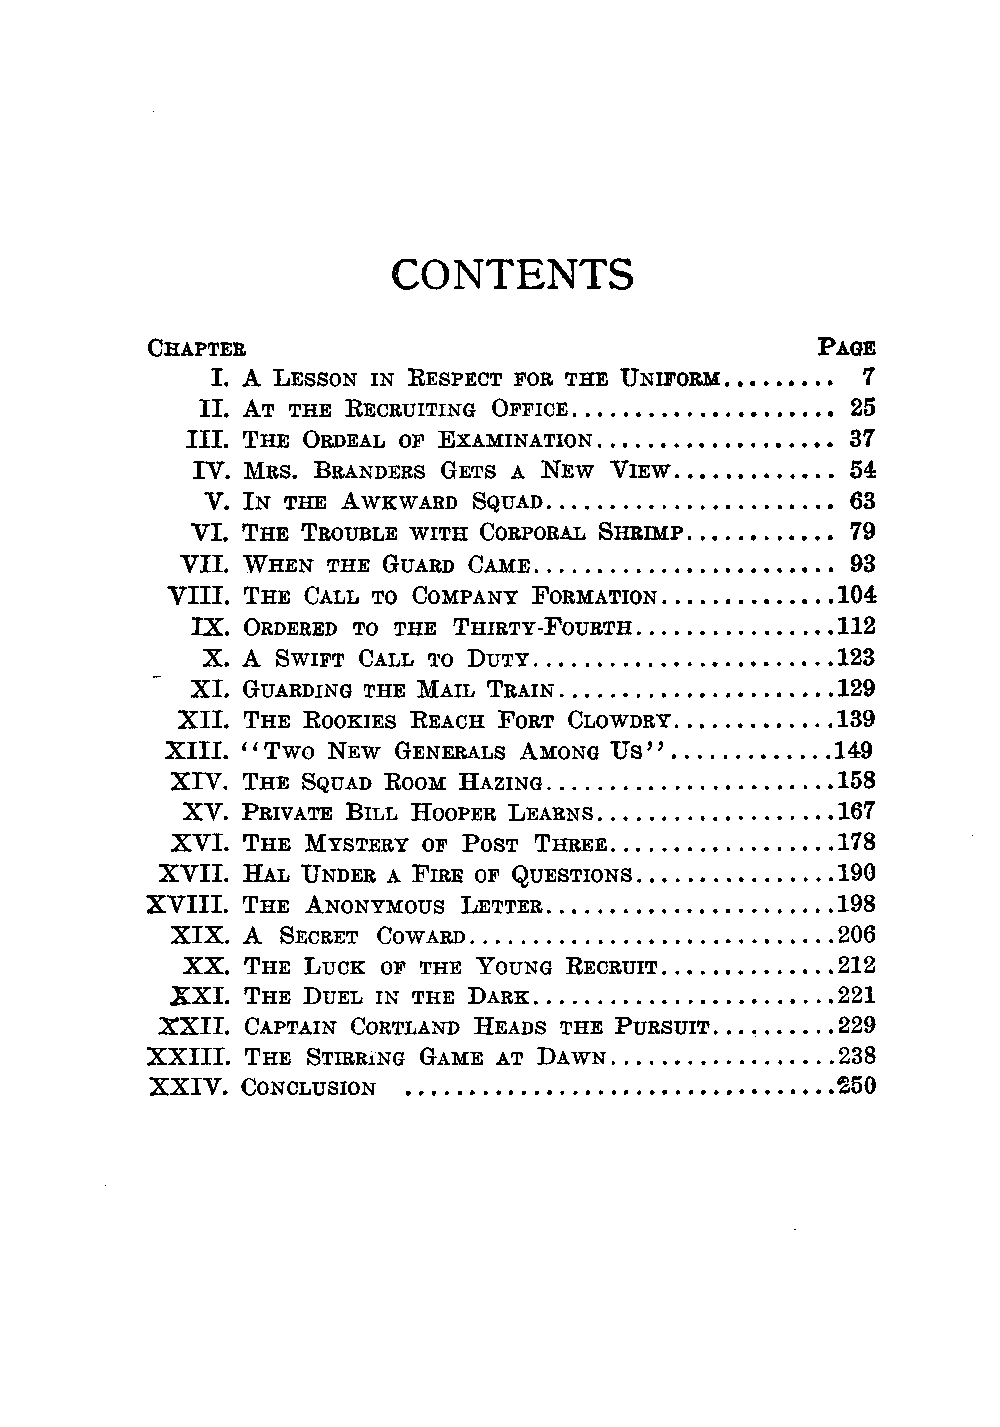 CONTENTS
CHAPTER PAGE
I. A LESSON IN RESPECT FOR THE UNIFORM......... 7
II. AT THE RECRUITING OFFICE..................... 25
III. THE ORDEAL OF EXAMINATION................... 37
IV. MRS. BRANDERS GETS A NEW VIEW............. 54
V. IN THE AWKWARD SQUAD....................... 63
VI. THE TROUBLE WITH CORPORAL SHRIMP............ 79
VII. WHEN THE GUARD CAME........................ 93
VIII. THE CALL TO COMPANY FORMATION..............104
IX. ORDERED TO THE THIRTY-FOURTH................112
X. A SWIFT CALL TO DUTY........................123
XI. GUARDING THE MAIL TRAIN......................129
XII. THE ROOKIES REACH FORT CLOWDRY.............139
XIII. "TWO NEW GENERALS AMONG US".............149
XIV. THE SQUAD ROOM HAZING.......................158
XV. PRIVATE BILL HOOPER LEARNS...................167
XVI. THE MYSTERY OF POST THREE..................178
XVII. HAL UNDER A FIRE OF QUESTIONS................190
XVIII. THE ANONYMOUS LETTER.......................198
XIX. A SECRET COWARD.............................206
XX. THE LUCK OF THE YOUNG RECRUIT..............212
XXI. THE DUEL IN THE DARK........................221
XXII. CAPTAIN CORTLAND HEADS THE PURSUIT..........229
XXIII. THE STIRRING GAME AT DAWN..................238
XXIV. CONCLUSION ..................................250